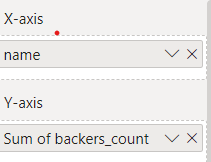 X-axis
name
Y-axis
Sum of backers_count